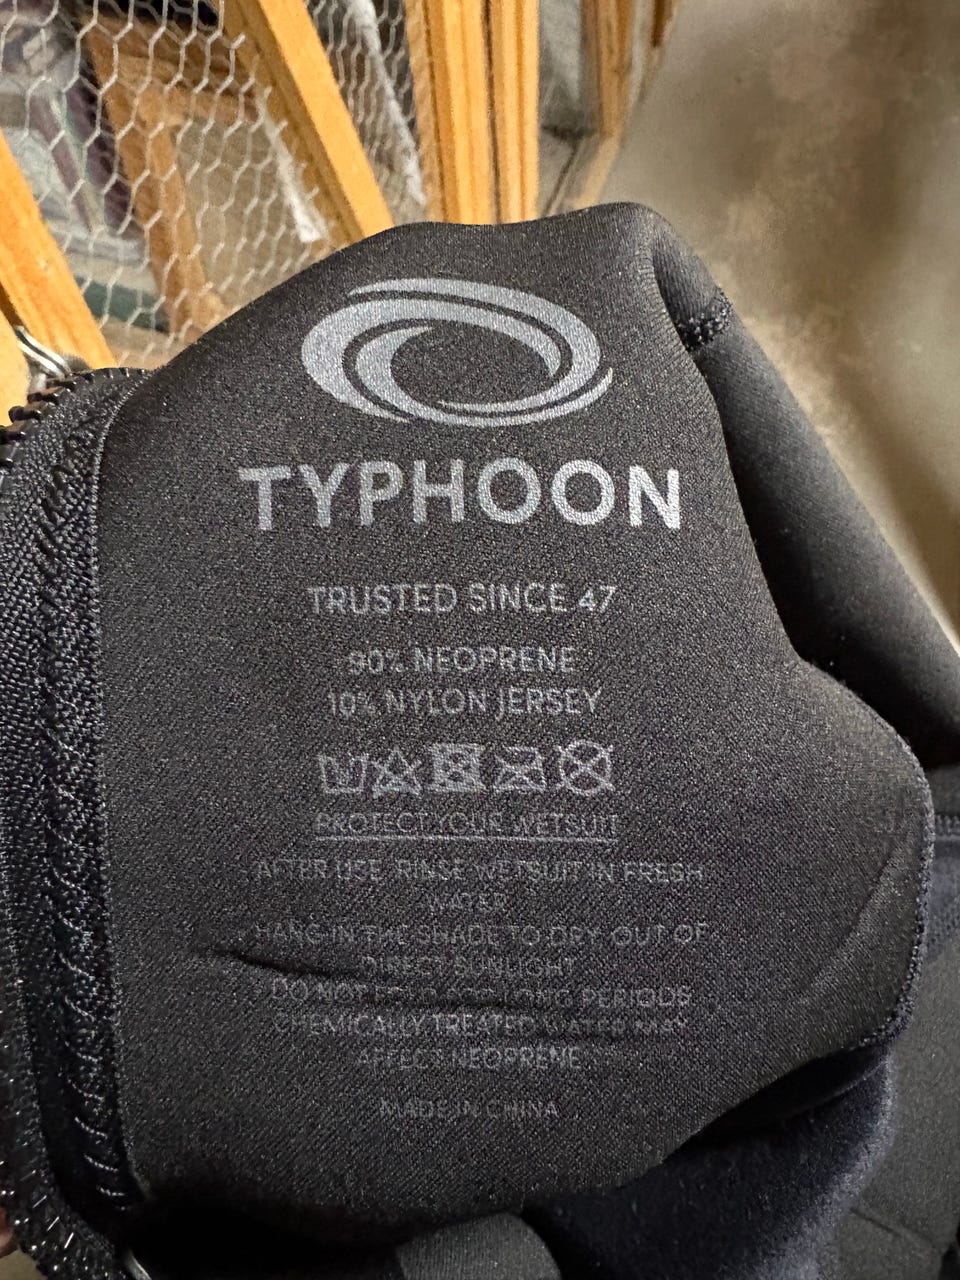 TYPHOON
TRUSTED SINCE 47
90% NEOPRENE
10% NYLON JERSEY
PROTECT YOUR WETSUIT
AFTER USE, RINSE WETSUIT IN FRESH
WATER
HANG IN THE SHADE TO DRY OUT OF
DIRECT SUNLIGHT
DO NOT FOLD FOR LONG PERIODS
CHEMICALLY TREATED WATER MAY
AFFECT NEOPRENE
MADE IN CHINA